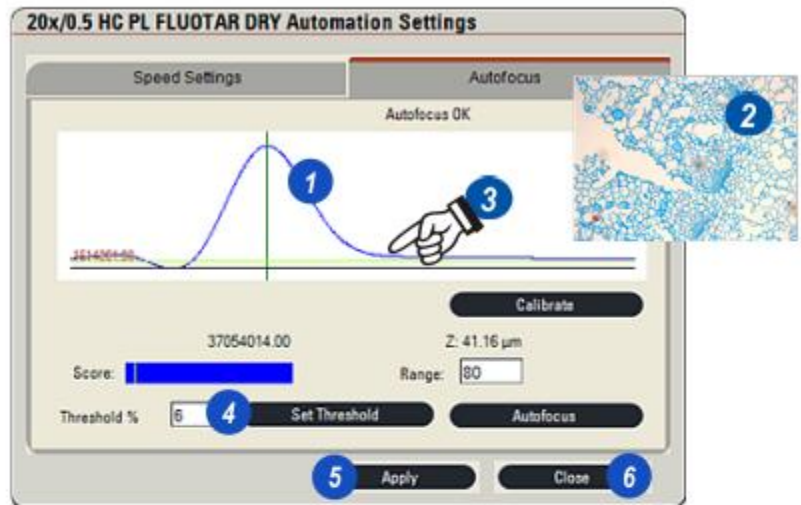 20x/0.5 HC PL FLUOTAR DRY Automation Settings
Speed Settings Autofocus
Autofocus OK
2
1
3
Calibrate
37054014.00 Z: 41.16 µm
Score: Range: 80
Threshold % 6 4 Set Threshold Autofocus
5 Apply Close 6